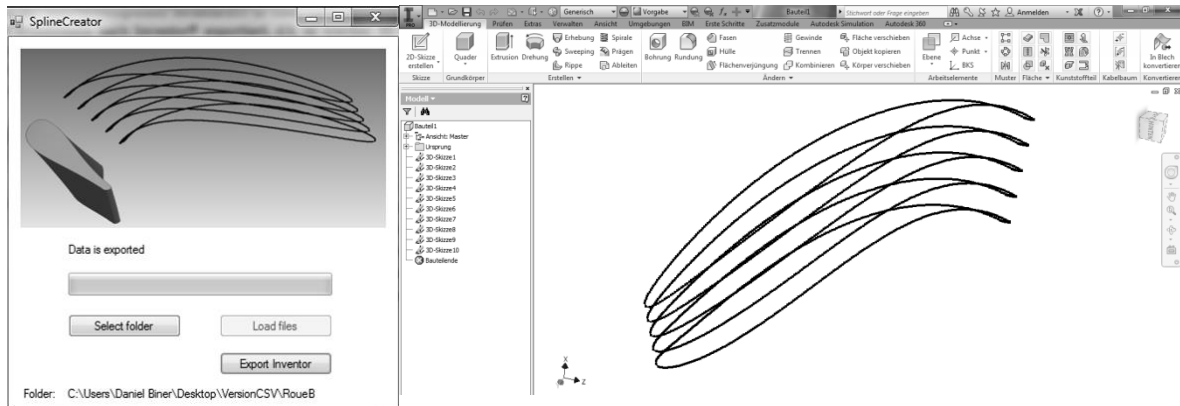 SplineCreator
Data is exported
Select folder
Load files
Export Inventor
Folder: C:\Users\Daniel Biner\Desktop\VersionCSV\RoueB
PRO
Generisch
Vorgabe
Bauteil1
Stichwort oder Frage eingeben
Anmelden
3D-Modellierung Prüfen Extras Verwalten Ansicht Umgebungen BIM Erste Schritte Zusatzmodule Autodesk Simulation Autodesk 360
2D-Skizze erstellen
Quader
Extrusion Drehung
Erhebung Spirale
Sweeping Prägen
Rippe Ableiten
Bohrung Rundung
Fasen Gewinde Fläche verschieben
Hülle Trennen Objekt kopieren
Flächenverjüngung Kombinieren Körper verschieben
Ebene
Achse
Punkt
BKS
In Blech konvertieren
Skizze Grundkörper Erstellen Ändern Arbeitselemente Muster Fläche Kunststoffteil Kabelbaum Konvertieren
Modell
Bauteil1
Ansicht: Master
Ursprung
3D-Skizze1
3D-Skizze2
3D-Skizze3
3D-Skizze4
3D-Skizze5
3D-Skizze6
3D-Skizze7
3D-Skizze8
3D-Skizze9
3D-Skizze10
Bauteilende
X
Z